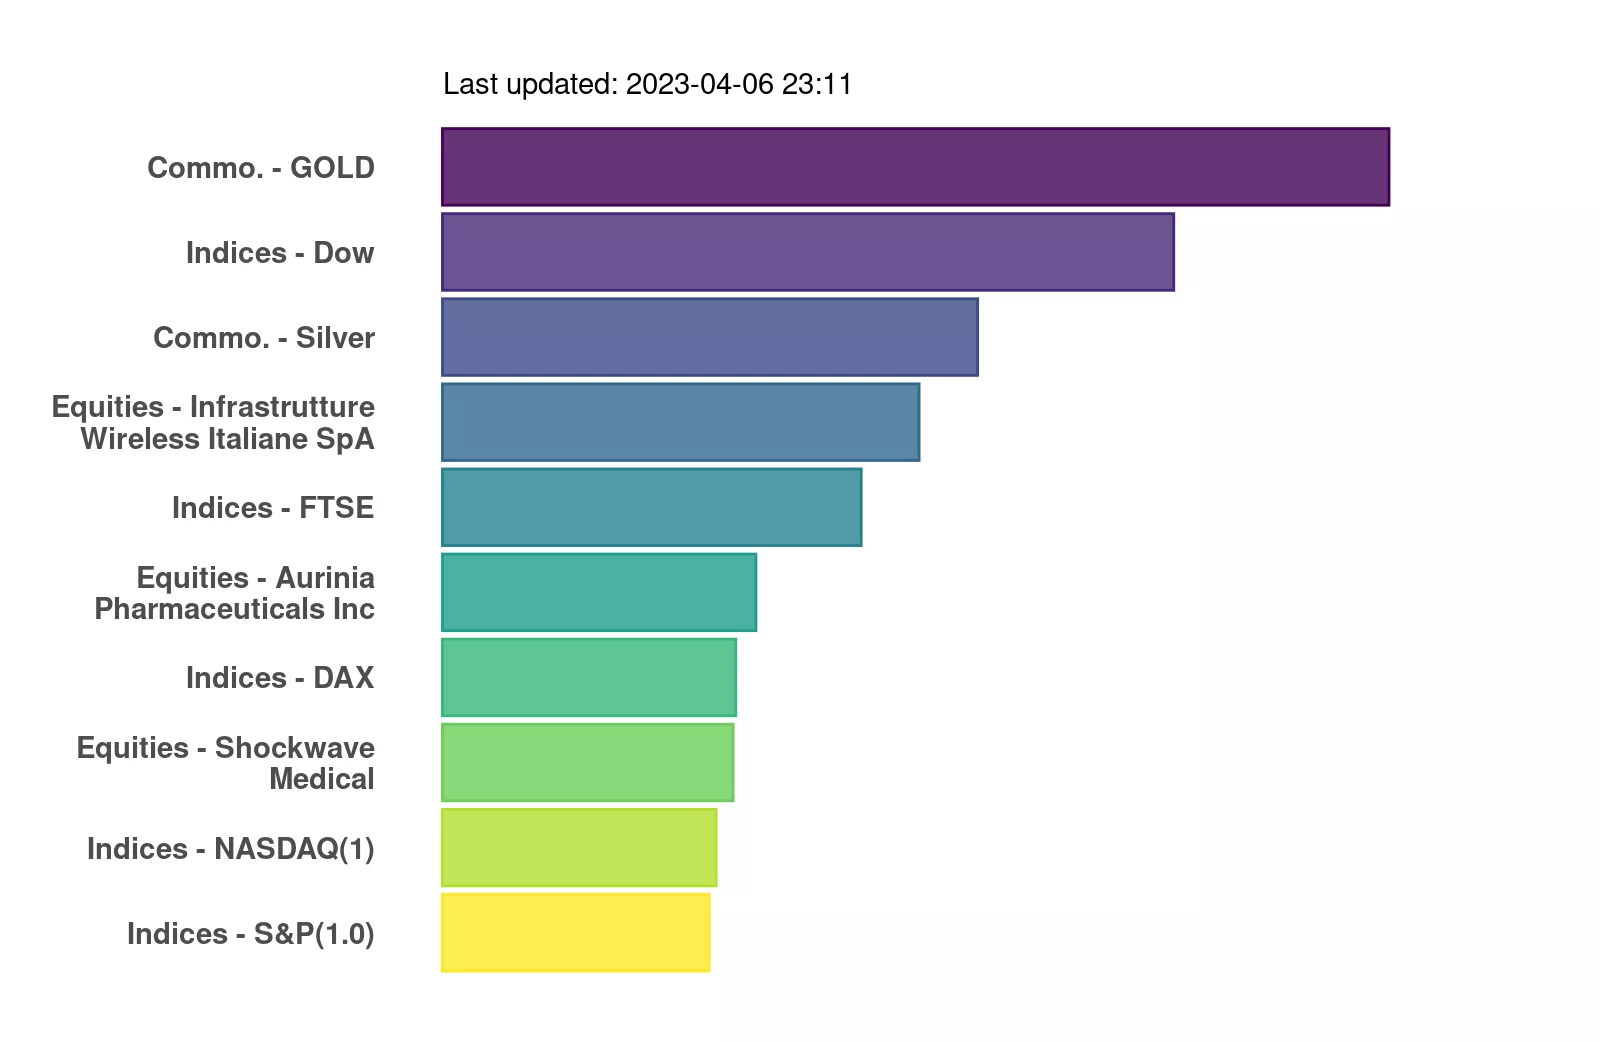 Last updated: 2023-04-06 23:11
Commo. - GOLD
Indices - Dow
Commo. - Silver
Equities - Infrastrutture
Wireless Italiane SpA
Indices - FTSE
Equities - Aurinia
Pharmaceuticals Inc
Indices - DAX
Equities - Shockwave
Medical
Indices - NASDAQ(1)
Indices - S&P(1.0)